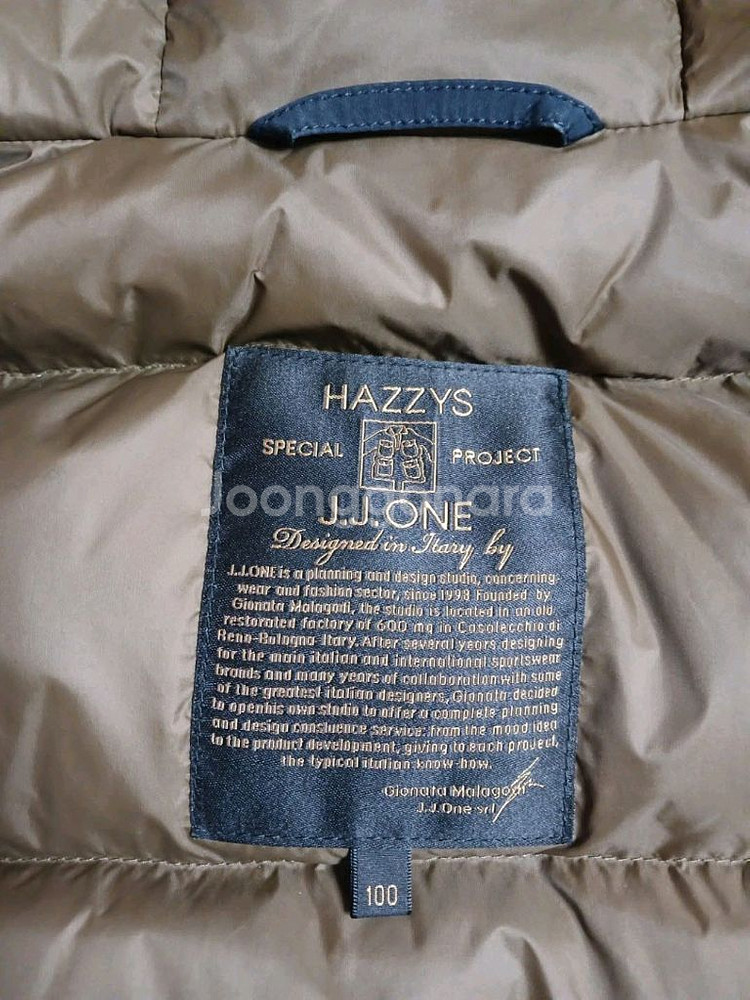 HAZZYS
SPECIAL PROJECT
Joonggonara
J.J. ONE
Designed in Itary by
J.J.ONE is a planning and design studio, concerning
wear and fashion sector, since 1998 Founded by
Gionata Malagodi, the studio is located in an old
restorated factory of 600 mq in Casalecchio di
Reno-Bulogna Itary. After several years designing
for the main italian and international sportswear
brands and many years of collaboration with some
of the greatest italian designers, Gionata decided
to openhis own studio to offer a complete planning
and design consluence service: from the mood idea
to the product development, giving to each project,
the typical italian know-how.
Gionata Malagodi
J.J.One srl
100